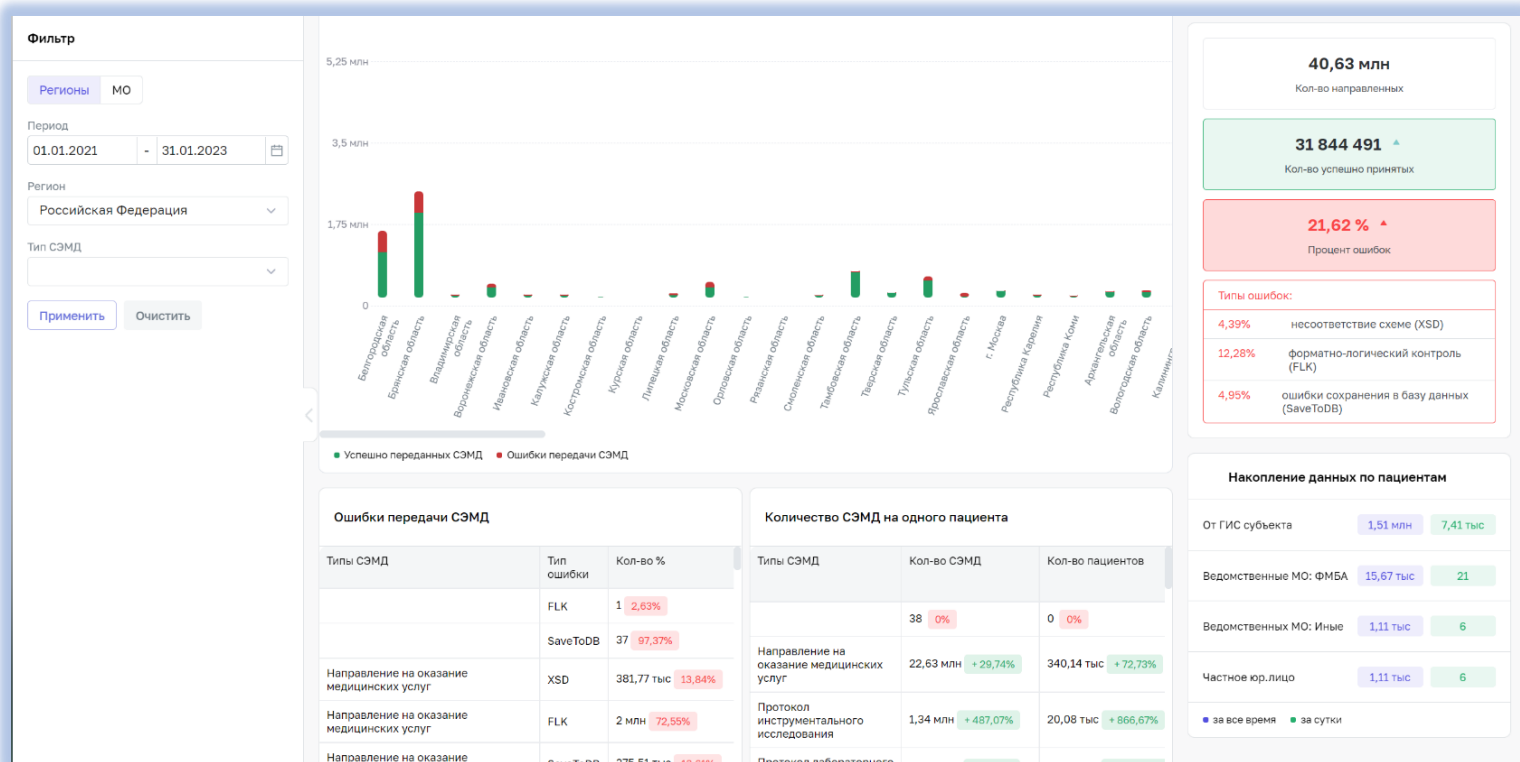 Фильтр
Регионы МО
Период
01.01.2021 - 31.01.2023
Регион
Российская Федерация
Тип СЭМД
Применить Очистить
5,25 млн
3,5 млн
1,75 млн
0
Белгородская
область
Брянская область
Владимирская
область
Воронежская область
Ивановская область
Калужская область
Костромская область
Курская область
Липецкая область
Московская область
Орловская область
Рязанская область
Смоленская область
Тамбовская область
Тверская область
Тульская область
Ярославская область
г. Москва
Республика Карелия
Республика Коми
Архангельская
область
Вологодская область
Успешно переданных СЭМД Ошибки передачи СЭМД
Ошибки передачи СЭМД
Типы СЭМД Тип
ошибки Кол-во %
FLK 1 2,63%
SaveToDB 37 97,37%
Направление на оказание
медицинских услуг XSD 381,77 тыс 13,84%
Направление на оказание
медицинских услуг FLK 2 млн 72,55%
Направление на оказание
Количество СЭМД на одного пациента
Типы СЭМД Кол-во СЭМД Кол-во пациентов
38 0% 0 0%
Направление на
оказание медицинских
услуг 22,63 млн +29,74% 340,14 тыс +72,73%
Протокол
инструментального
исследования 1,34 млн +487,07% 20,08 тыс +866,67%
Протокол лабораторного
40,63 млн
Кол-во направленных
31 844 491
Кол-во успешно принятых
21,62 %
Процент ошибок
Типы ошибок:
4,39% несоответствие схеме (XSD)
12,28% форматно-логический контроль
(FLK)
4,95% ошибки сохранения в базу данных
(SaveToDB)
Накопление данных по пациентам
От ГИС субъекта 1,51 млн 7,41 тыс
Ведомственные МО: ФМБА 15,67 тыс 21
Ведомственных МО: Иные 1,11 тыс 6
Частное юр.лицо 1,11 тыс 6
за все время за сутки